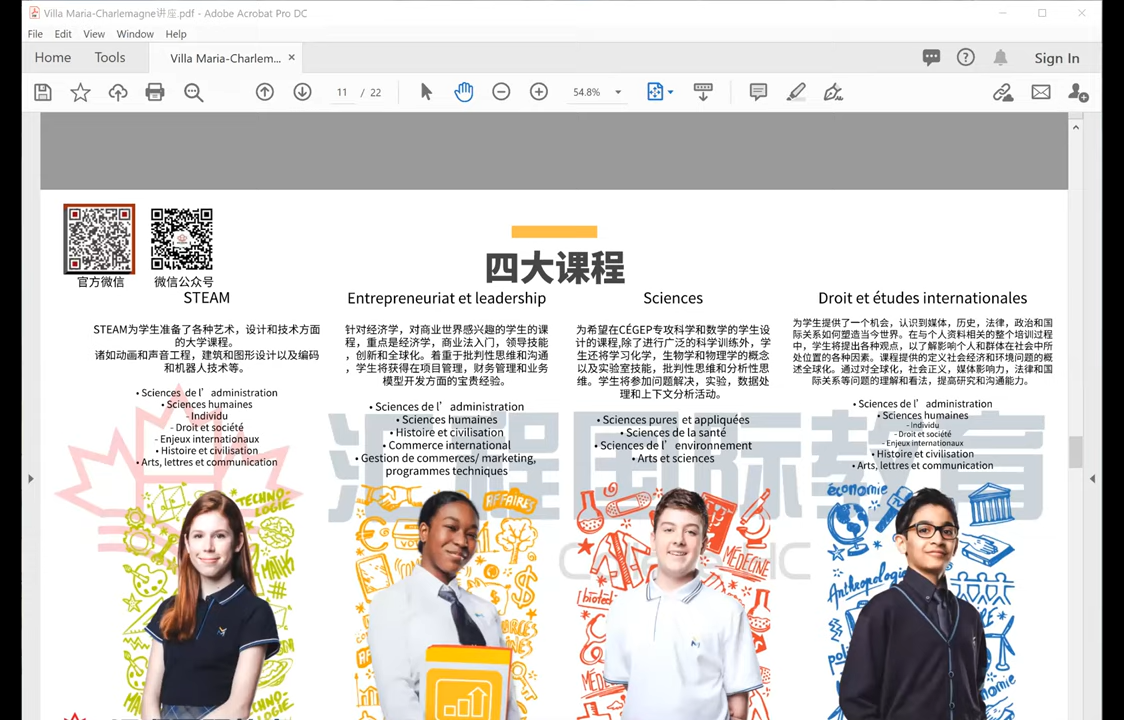 Villa Maria-Charlemagne讲座.pdf - Adobe Acrobat Pro DC
File Edit View Window Help
Home Tools Villa Maria-Charlem... × Sign In
11 / 22 54.8%
官方微信 微信公众号
四大课程
STEAM
STEAM为学生准备了各种艺术，设计和技术方面
的大学课程。
诸如动画和声音工程，建筑和图形设计以及编码
和机器人技术等。
• Sciences de l’administration
• Sciences humaines
- Individu
- Droit et société
- Enjeux internationaux
• Histoire et civilisation
• Arts, lettres et communication
Entrepreneuriat et leadership
针对经济学，对商业世界感兴趣的学生的课
程，重点是经济学，商业法入门，领导技能
，创新和全球化。着重于批判性思维和沟通
，学生将获得在项目管理，财务管理和业务
模型开发方面的宝贵经验。
• Sciences de l’administration
• Sciences humaines
• Histoire et civilisation
• Commerce international
• Gestion de commerces/ marketing,
programmes techniques
Sciences
为希望在CÉGEP专攻科学和数学的学生设
计的课程,除了进行广泛的科学训练外，学
生还将学习化学，生物学和物理学的概念
以及实验室技能，批判性思维和分析性思
维。学生将参加问题解决，实验，数据处
理和上下文分析活动。
• Sciences pures et appliquées
• Sciences de la santé
• Sciences de l’environnement
• Arts et sciences
Droit et études internationales
为学生提供了一个机会，认识到媒体，历史，法律，政治和国
际关系如何塑造当今世界。在与个人资料相关的整个培训过程
中，学生将提出各种观点，以了解影响个人和群体在社会中所
处位置的各种因素。课程提供的定义社会经济和环境问题的概
述全球化。通过对全球化，社会正义，媒体影响力，法律和国
际关系等问题的理解和看法，提高研究和沟通能力。
• Sciences de l’administration
• Sciences humaines
- Individu
- Droit et société
- Enjeux internationaux
• Histoire et civilisation
• Arts, lettres et communication
汇程国际教育
TECHNO-
LOGIE
AFFAIRES
MÉDECINE
économie
Anthropologie